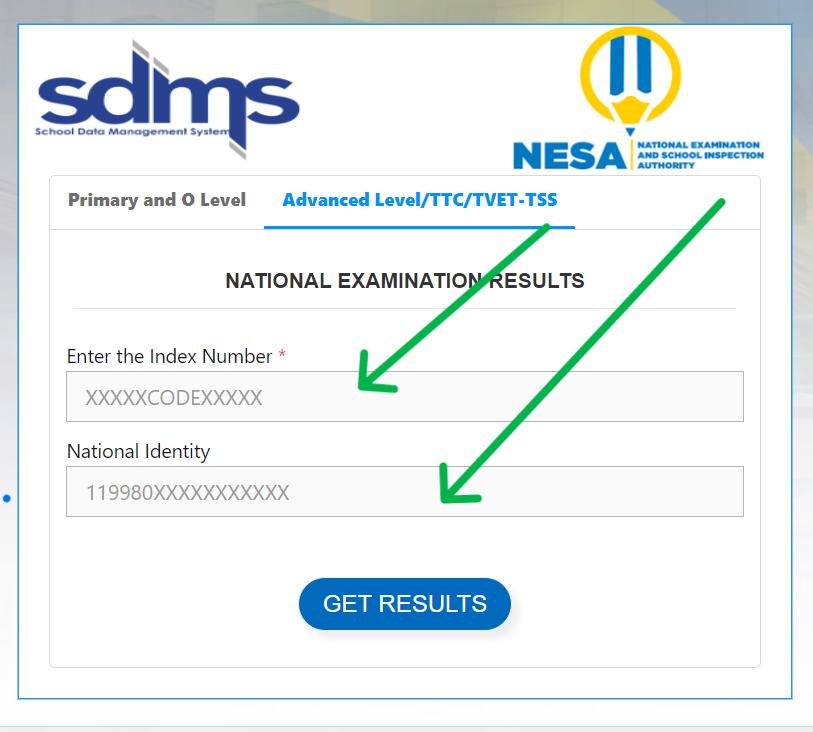 sdms
School Data Management System
NESA
NATIONAL EXAMINATION
AND SCHOOL INSPECTION
AUTHORITY
Primary and O Level
Advanced Level/TTC/TVET-TSS
NATIONAL EXAMINATION RESULTS
Enter the Index Number *
XXXXXCODEXXXXX
National Identity
119980XXXXXXXXXXX
GET RESULTS